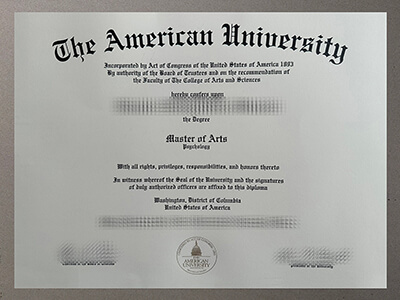 The American University
Incorporated by Act of Congress of the United States of America 1893
By authority of the Board of Trustees and on the recommendation of
the Faculty of The College of Arts and Sciences
hereby confers upon
the Degree
Master of Arts
Psychology
With all rights, privileges, responsibilities, and honors thereto
In witness whereof the Seal of the University and the signatures
of duly authorized officers are affixed to this diploma
Washington, District of Columbia
United States of America
AMERICAN
UNIVERSITY